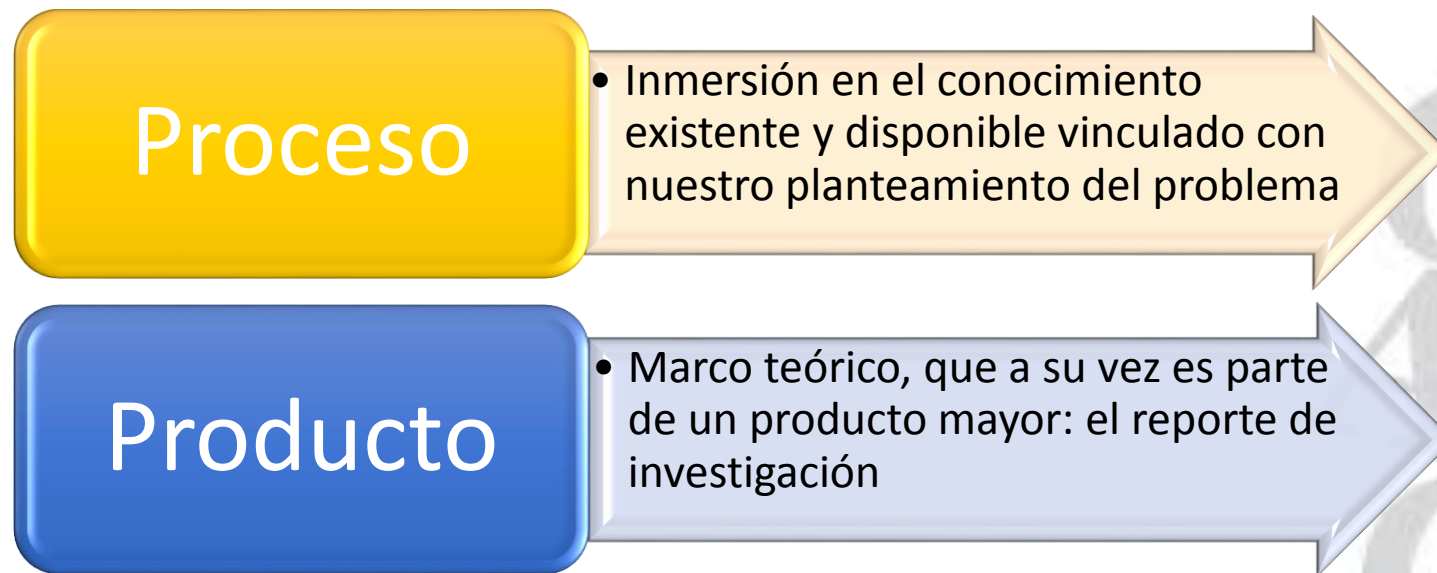 Proceso
• Inmersión en el conocimiento
existente y disponible vinculado con
nuestro planteamiento del problema
Producto
• Marco teórico, que a su vez es parte
de un producto mayor: el reporte de
investigación